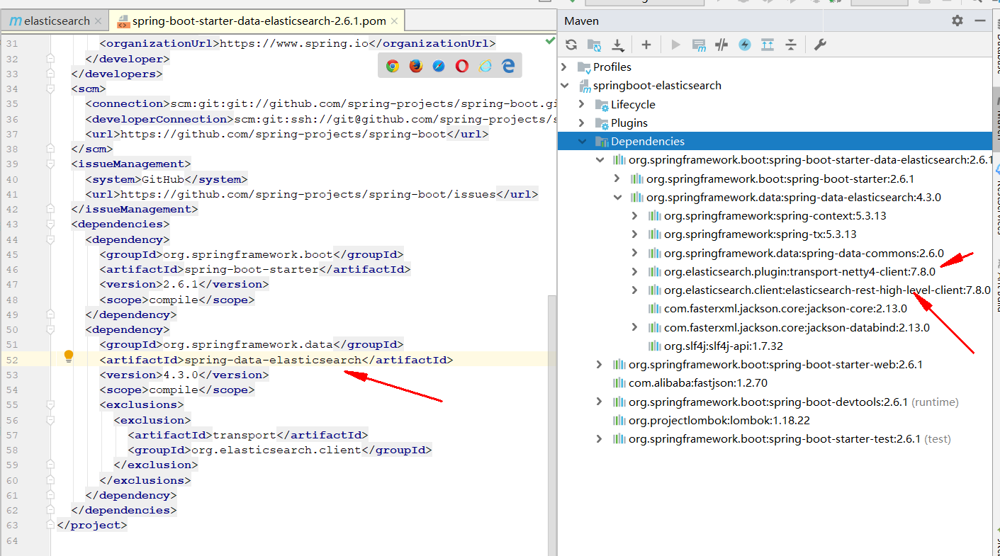 elasticsearch
spring-boot-starter-data-elasticsearch-2.6.1.pom
31 <organizationUrl>https://www.spring.io</organizationUrl>
32 </developer>
33 </developers>
34 <scm>
35 <connection>scm:git:git://github.com/spring-projects/spring-boot.gi
36 <developerConnection>scm:git:ssh://git@github.com/spring-projects/s
37 <url>https://github.com/spring-projects/spring-boot</url>
38 </scm>
39 <issueManagement>
40 <system>GitHub</system>
41 <url>https://github.com/spring-projects/spring-boot/issues</url>
42 </issueManagement>
43 <dependencies>
44 <dependency>
45 <groupId>org.springframework.boot</groupId>
46 <artifactId>spring-boot-starter</artifactId>
47 <version>2.6.1</version>
48 <scope>compile</scope>
49 </dependency>
50 <dependency>
51 <groupId>org.springframework.data</groupId>
52 <artifactId>spring-data-elasticsearch</artifactId>
53 <version>4.3.0</version>
54 <scope>compile</scope>
55 <exclusions>
56 <exclusion>
57 <artifactId>transport</artifactId>
58 <groupId>org.elasticsearch.client</groupId>
59 </exclusion>
60 </exclusions>
61 </dependency>
62 </dependencies>
63 </project>
64
Maven
Profiles
springboot-elasticsearch
Lifecycle
Plugins
Dependencies
org.springframework.boot:spring-boot-starter-data-elasticsearch:2.6.1
org.springframework.boot:spring-boot-starter:2.6.1
org.springframework.data:spring-data-elasticsearch:4.3.0
org.springframework:spring-context:5.3.13
org.springframework:spring-tx:5.3.13
org.springframework.data:spring-data-commons:2.6.0
org.elasticsearch.plugin:transport-netty4-client:7.8.0
org.elasticsearch.client:elasticsearch-rest-high-level-client:7.8.0
com.fasterxml.jackson.core:jackson-core:2.13.0
com.fasterxml.jackson.core:jackson-databind:2.13.0
org.slf4j:slf4j-api:1.7.32
org.springframework.boot:spring-boot-starter-web:2.6.1
com.alibaba:fastjson:1.2.70
org.springframework.boot:spring-boot-devtools:2.6.1 (runtime)
org.projectlombok:lombok:1.18.22
org.springframework.boot:spring-boot-starter-test:2.6.1 (test)